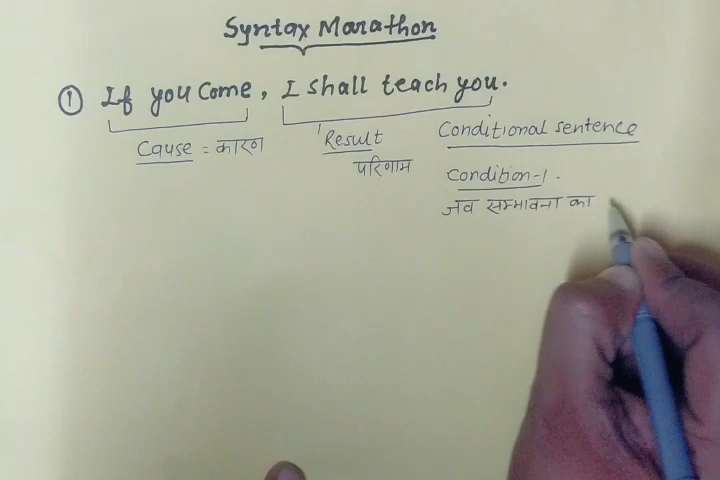 Syntax Marathon
① If you Come, I shall teach you.
Cause = कारण
Result
परिणाम
Conditional sentence
Condition-1.
जव सम्भावना का